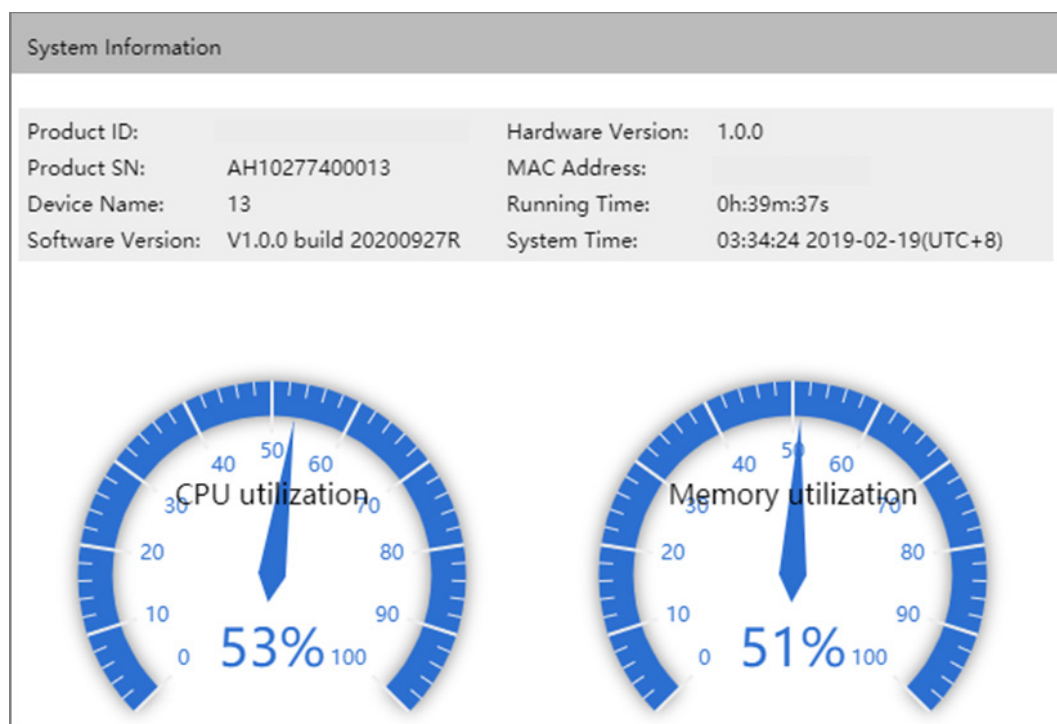 System Information
Product ID: Hardware Version: 1.0.0
Product SN: AH10277400013 MAC Address:
Device Name: 13 Running Time: 0h:39m:37s
Software Version: V1.0.0 build 20200927R System Time: 03:34:24 2019-02-19(UTC+8)
50 50
40 60 40 60
CPU utilization Memory utilization
30 70 30 70
20 80 20 80
10 90 10 90
0 53% 100 0 51% 100